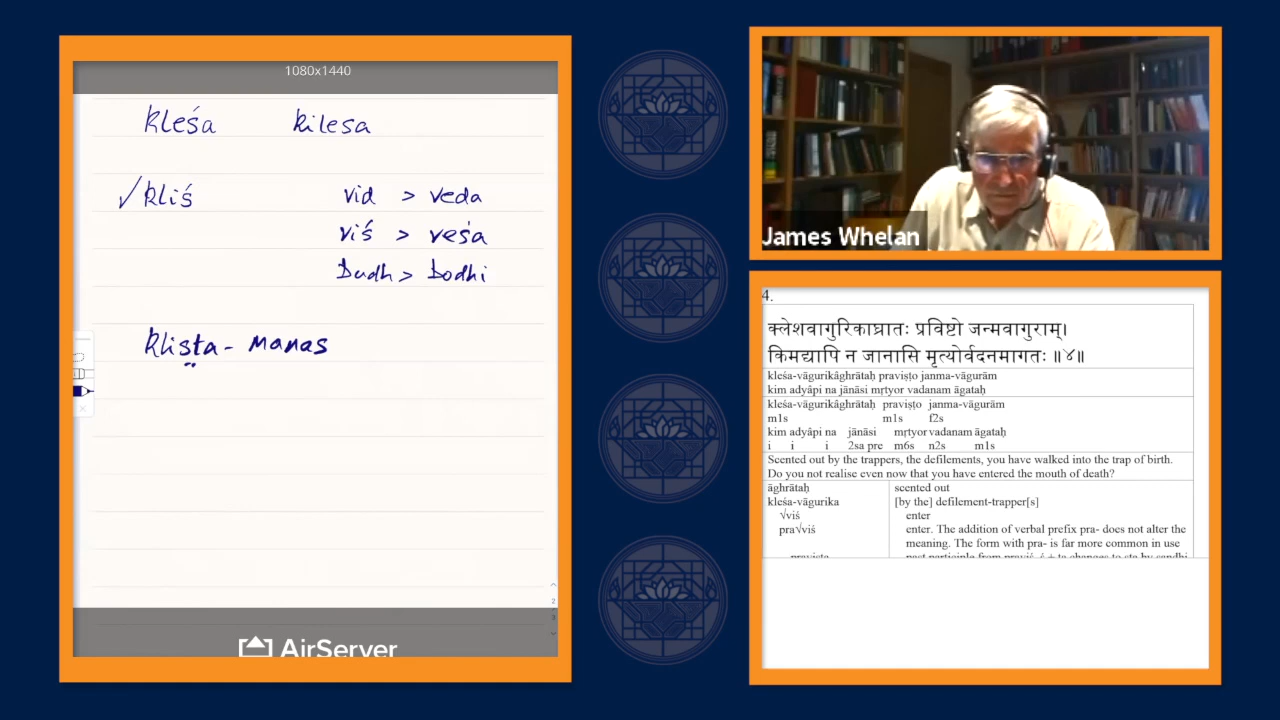 1080x1440
kleśa kilesa
√kliś vid > veda
viś > veśa
budh > bodhi
kliṣṭa - manas
AirServer
James Whelan
4.
क्लेशवागुरिकाघ्रातः प्रविष्टो जन्मवागुराम्।
किमद्यापि न जानासि मृत्योर्वदनमागतः ॥४॥
kleśa-vāgurikâghrātaḥ praviṣṭo janma-vāgurām
kim adyâpi na jānāsi mṛtyor vadanam āgataḥ
kleśa-vāgurikâghrātaḥ praviṣṭo janma-vāgurām
m1s m1s f2s
kim adyâpi na jānāsi mṛtyor vadanam āgataḥ
i i i 2sa pre m6s n2s m1s
Scented out by the trappers, the defilements, you have walked into the trap of birth.
Do you not realise even now that you have entered the mouth of death?
āghrātaḥ scented out
kleśa-vāgurika [by the] defilement-trapper[s]
√viś enter
pra√viś enter. The addition of verbal prefix pra- does not alter the
meaning. The form with pra- is far more common in use